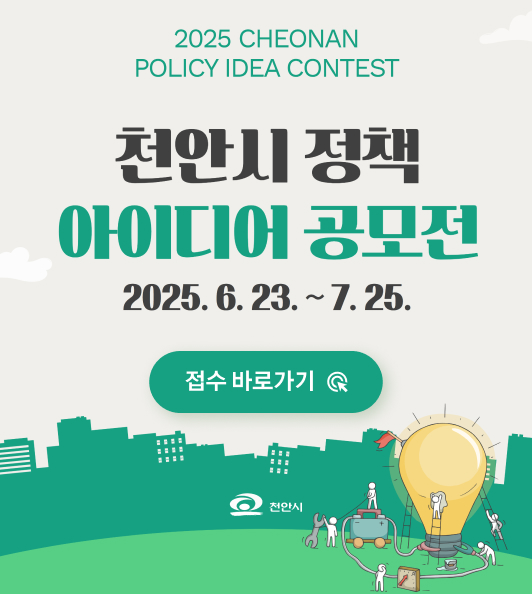 2025 CHEONAN
POLICY IDEA CONTEST
천안시 정책
아이디어 공모전
2025. 6. 23. ~ 7. 25.
접수 바로가기
천안시